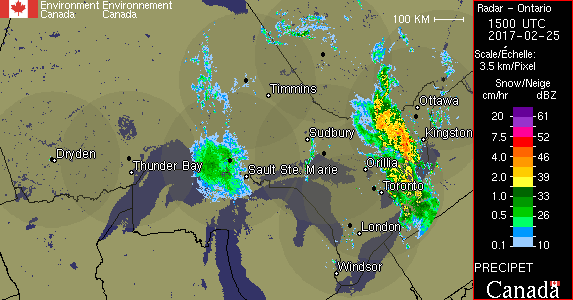 Environment Environnement
Canada Canada
100 KM
Timmins
Ottawa
Sudbury
Kingston
Dryden
Thunder Bay
Sault Ste. Marie
Orillia
Toronto
London
Windsor
Radar - Ontario
1500 UTC
2017-02-25
Scale/Échelle:
3.5 km/Pixel
Snow/Neige
cm/hr dBZ
20 61
7.5 52
4.0 46
2.0 39
1.0 33
0.5 26
0.1 10
PRECIPET
Canada